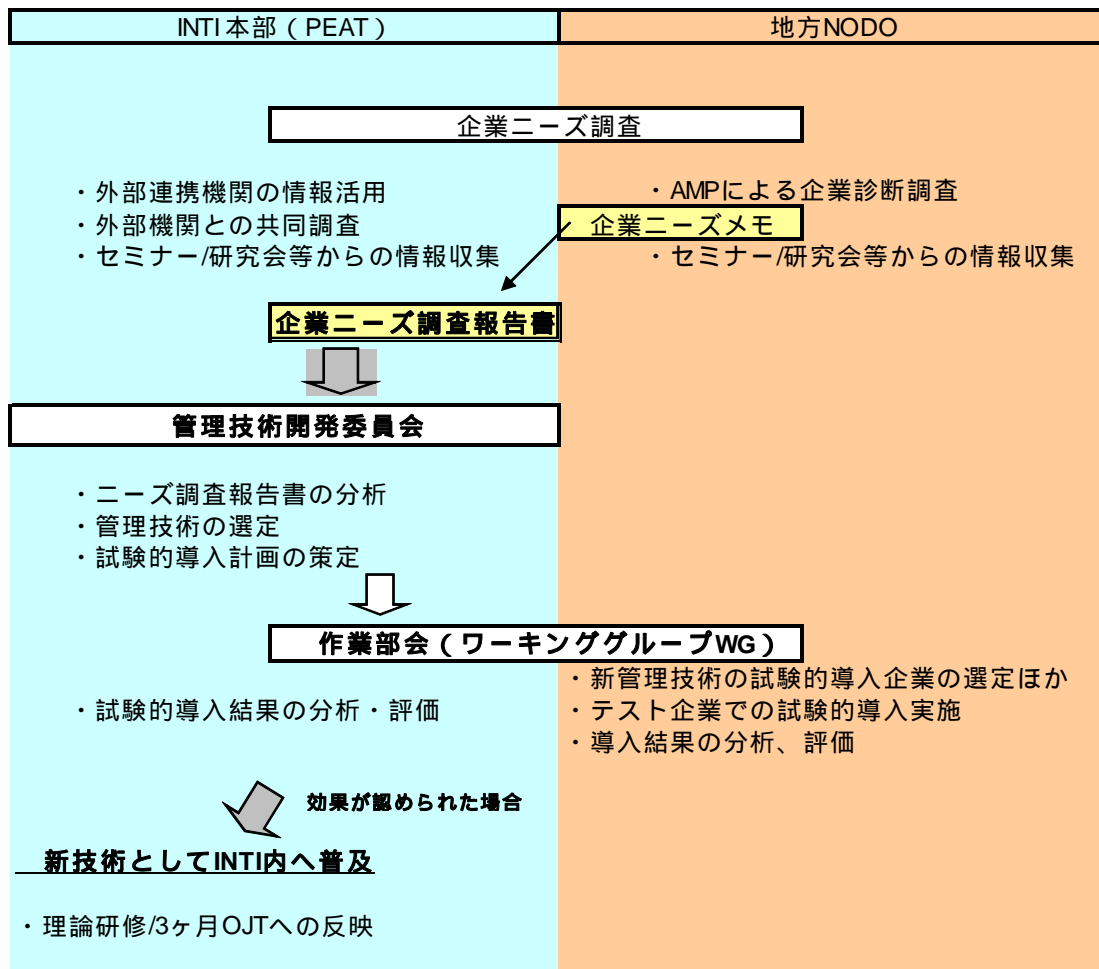 INTI本部（PEAT）
地方NODO
企業ニーズ調査
・外部連携機関の情報活用
・外部機関との共同調査
・セミナー/研究会等からの情報収集
・AMPによる企業診断調査
企業ニーズメモ
・セミナー/研究会等からの情報収集
企業ニーズ調査報告書
管理技術開発委員会
・ニーズ調査報告書の分析
・管理技術の選定
・試験的導入計画の策定
作業部会（ワーキンググループWG）
・試験的導入結果の分析・評価
・新管理技術の試験的導入企業の選定ほか
・テスト企業での試験的導入実施
・導入結果の分析、評価
効果が認められた場合
新技術としてINTI内へ普及
・理論研修/3ヶ月OJTへの反映